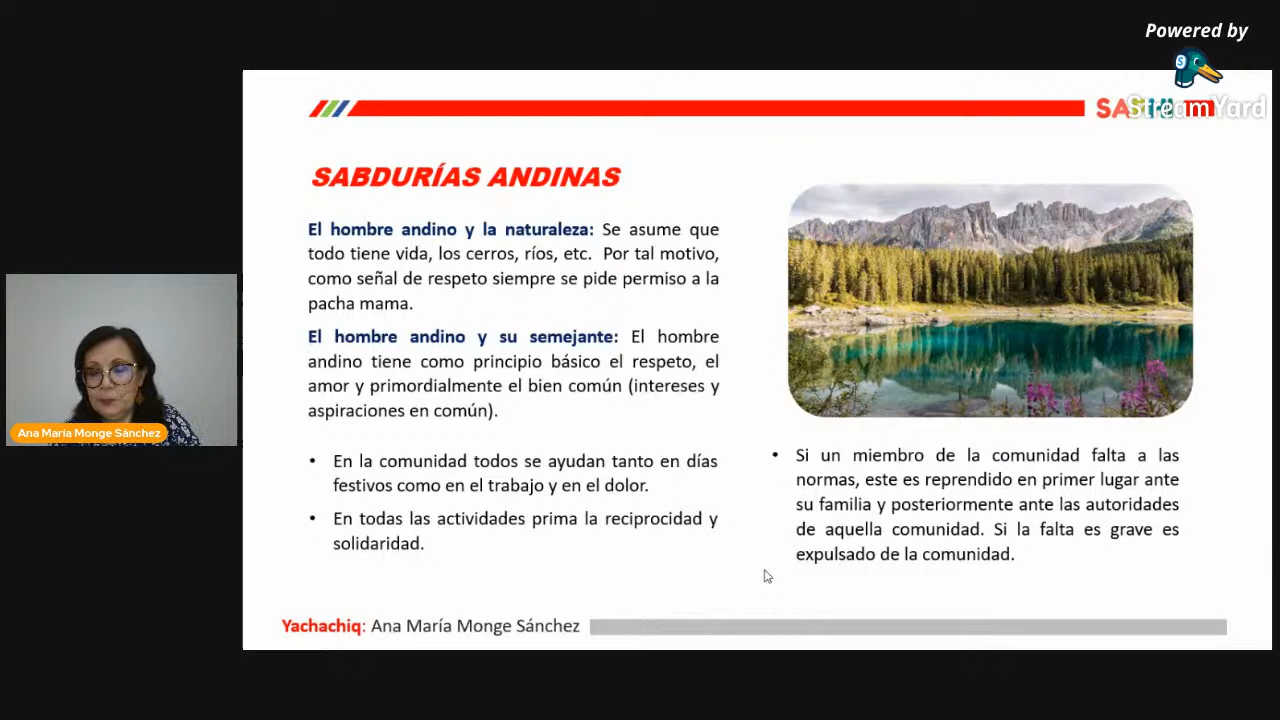 Powered by
StreamYard
SABDURÍAS ANDINAS
El hombre andino y la naturaleza: Se asume que
todo tiene vida, los cerros, ríos, etc. Por tal motivo,
como señal de respeto siempre se pide permiso a la
pacha mama.
El hombre andino y su semejante: El hombre
andino tiene como principio básico el respeto, el
amor y primordialmente el bien común (intereses y
aspiraciones en común).
• En la comunidad todos se ayudan tanto en días
festivos como en el trabajo y en el dolor.
• En todas las actividades prima la reciprocidad y
solidaridad.
• Si un miembro de la comunidad falta a las
normas, este es reprendido en primer lugar ante
su familia y posteriormente ante las autoridades
de aquella comunidad. Si la falta es grave es
expulsado de la comunidad.
Ana María Monge Sánchez
Yachachiq: Ana María Monge Sánchez